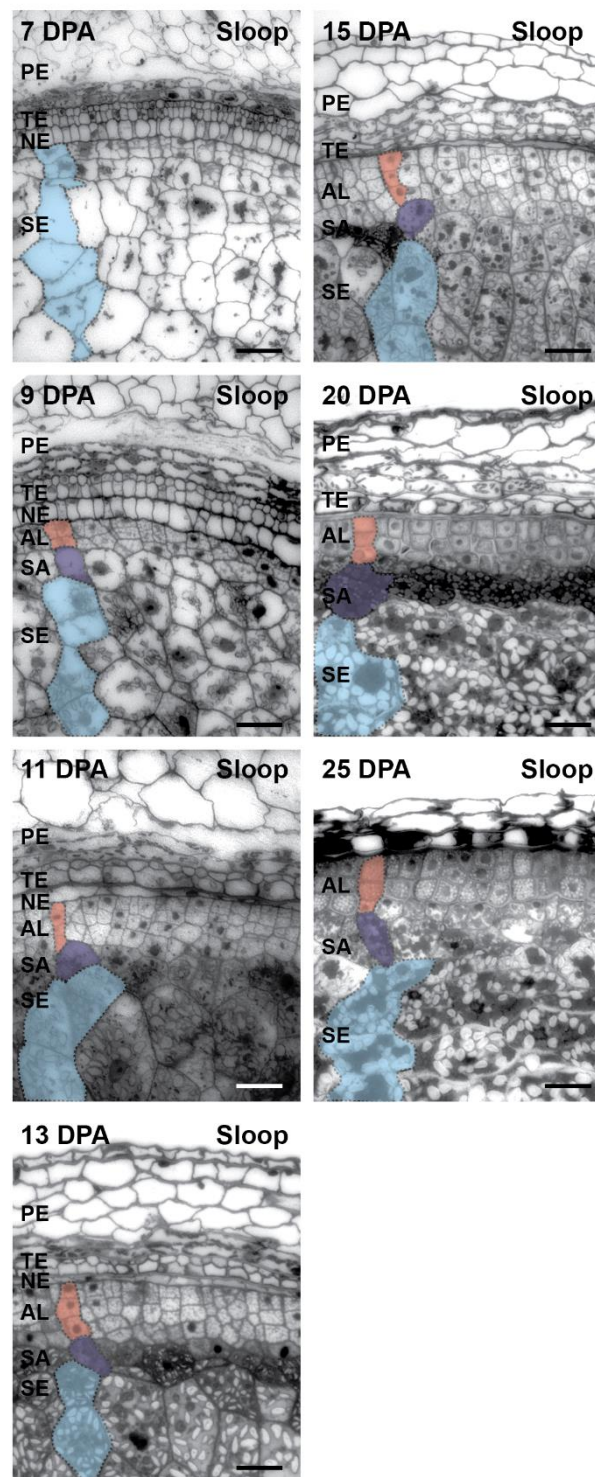 7 DPA Sloop
PE
TE
NE
SE
9 DPA Sloop
PE
TE
NE
AL
SA
SE
11 DPA Sloop
PE
TE
NE
AL
SA
SE
13 DPA Sloop
PE
TE
NE
AL
SA
SE
15 DPA Sloop
PE
TE
AL
SA
SE
20 DPA Sloop
PE
TE
AL
SA
SE
25 DPA Sloop
AL
SA
SE